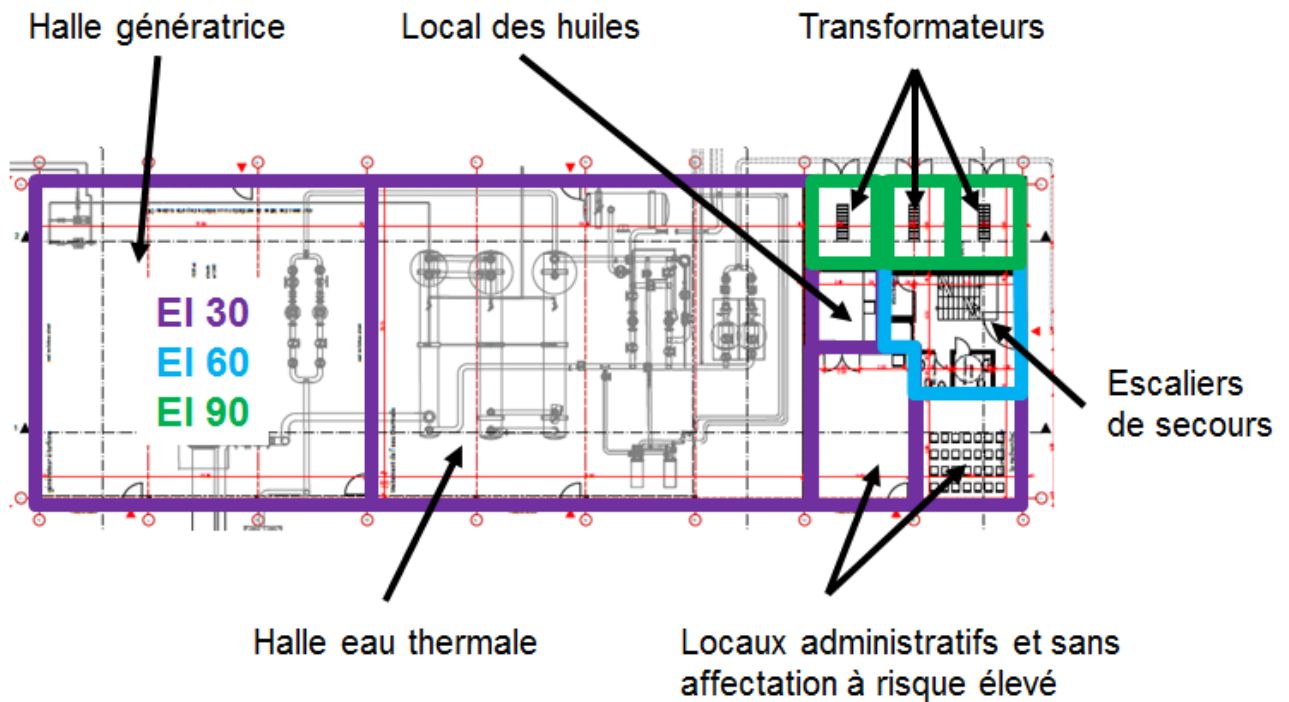 Halle génératrice
Local des huiles
Transformateurs
EI 30
EI 60
EI 90
Escaliers
de secours
Halle eau thermale
Locaux administratifs et sans
affectation à risque élevé